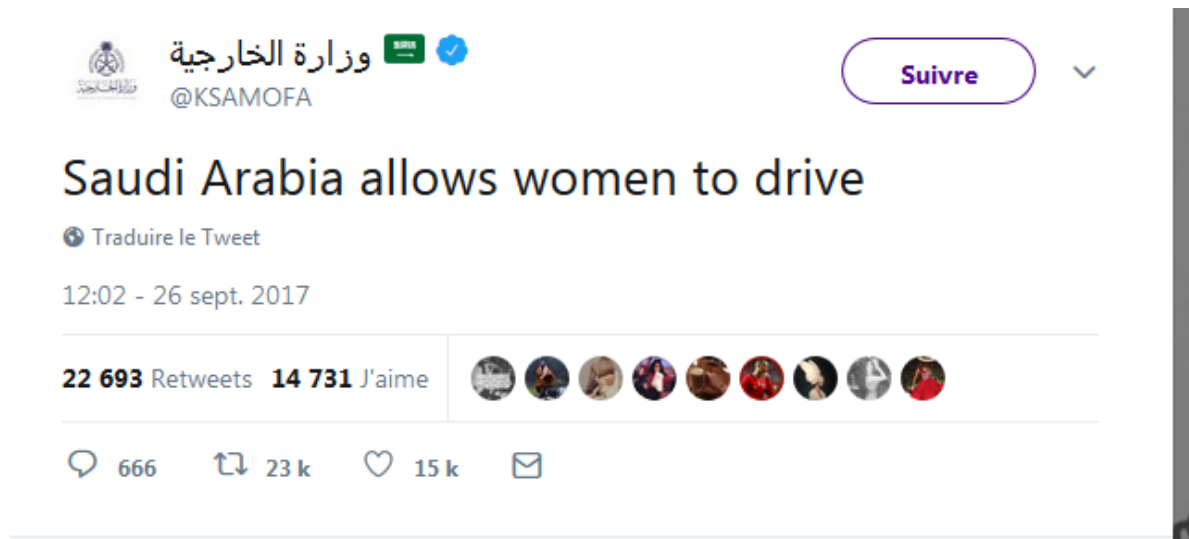 وزارة الخارجية
@KSAMOFA
Suivre
Saudi Arabia allows women to drive
Traduire le Tweet
12:02 - 26 sept. 2017
22 693 Retweets 14 731 J'aime
666 23 k 15 k